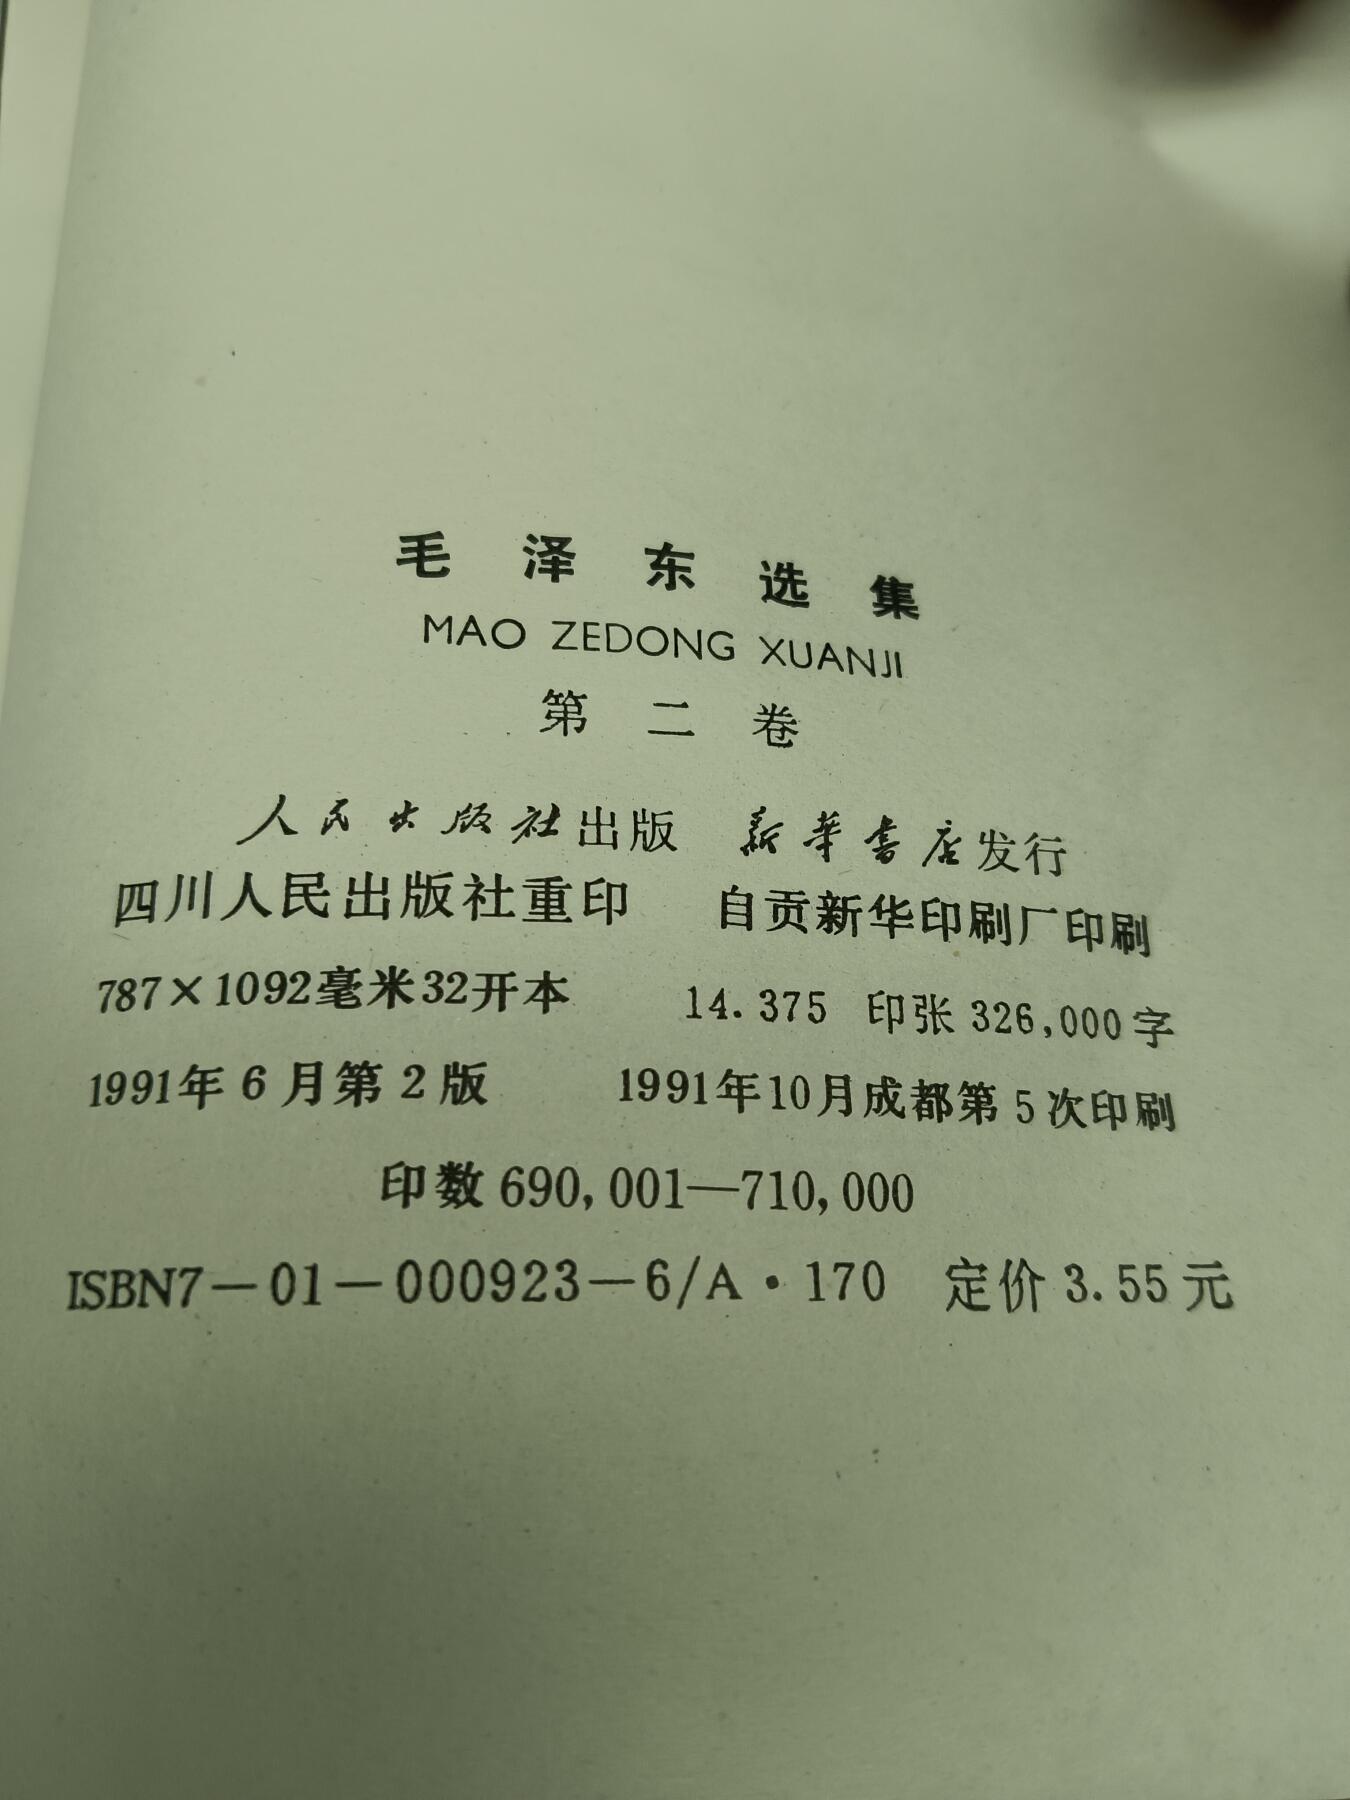 毛泽东选集
MAO ZEDONG XUANJI
第二卷
人民出版社出版 新华书店发行
四川人民出版社重印 自贡新华印刷厂印刷
787×1092毫米32开本 14.375 印张 326,000字
1991年6月第2版 1991年10月成都第5次印刷
印数690,001—710,000
ISBN7－01－000923－6/A·170 定价3.55元